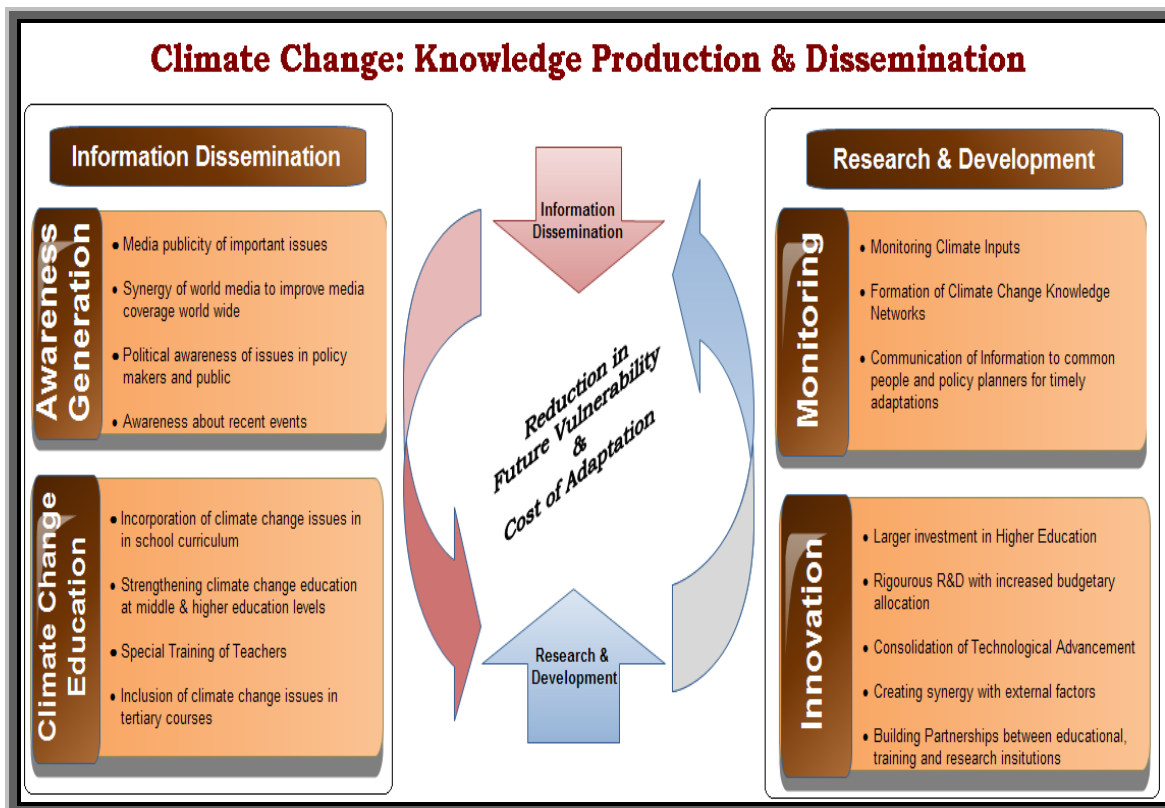 Climate Change: Knowledge Production & Dissemination
Information Dissemination
Awareness
Generation
• Media publicity of important issues
• Synergy of world media to improve media
coverage world wide
• Political awareness of issues in policy
makers and public
• Awareness about recent events
Climate Change
Education
• Incorporation of climate change issues in
in school curriculum
• Strengthening climate change education
at middle & higher education levels
• Special Training of Teachers
• Inclusion of climate change issues in
tertiary courses
Information
Dissemination
Reduction in
Future Vulnerability
&
Cost of Adaptation
Research &
Development
Research & Development
Monitoring
• Monitoring Climate Inputs
• Formation of Climate Change Knowledge
Networks
• Communication of Information to common
people and policy planners for timely
adaptations
Innovation
• Larger investment in Higher Education
• Rigourous R&D with increased budgetary
allocation
• Consolidation of Technological Advancement
• Creating synergy with external factors
• Building Partnerships between educational,
training and research insitutions